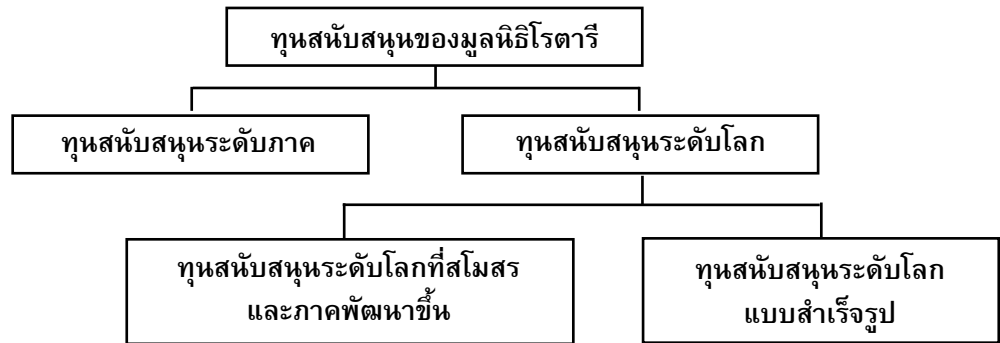 ทุนสนับสนุนของมูลนิธิโรตารี
ทุนสนับสนุนระดับภาค
ทุนสนับสนุนระดับโลก
ทุนสนับสนุนระดับโลกที่สโมสร
และภาคพัฒนาขึ้น
ทุนสนับสนุนระดับโลก
แบบสำเร็จรูป